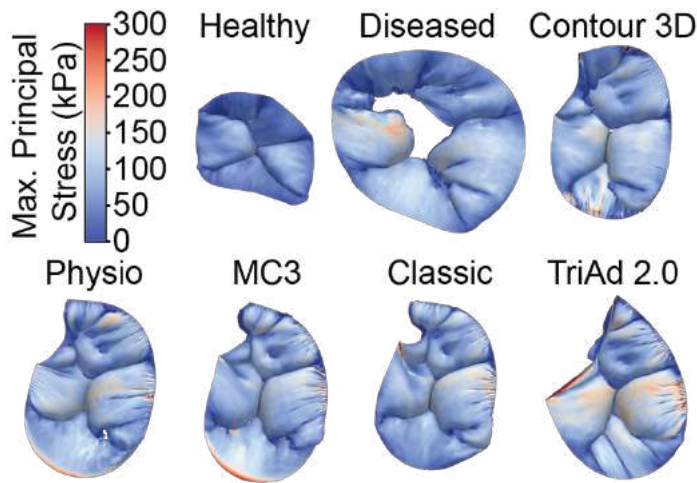 Healthy Diseased Contour 3D
Max. Principal
Stress (kPa)
300
250
200
150
100
50
0
Physio MC3 Classic TriAd 2.0